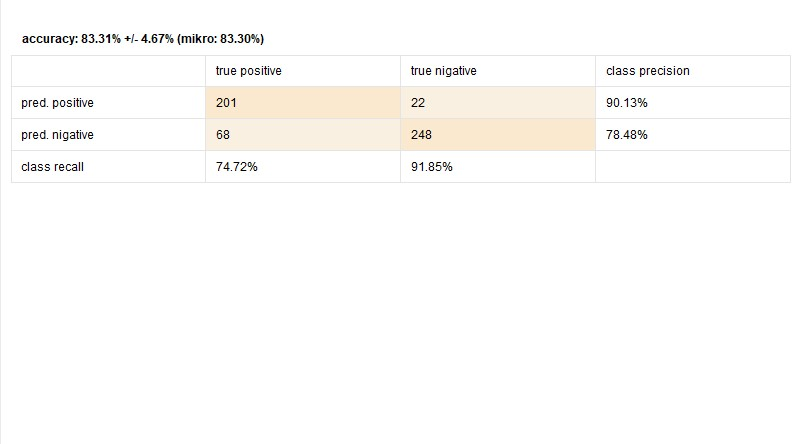 accuracy: 83.31% +/- 4.67% (mikro: 83.30%)
true positive true nigative class precision
pred. positive 201 22 90.13%
pred. nigative 68 248 78.48%
class recall 74.72% 91.85%